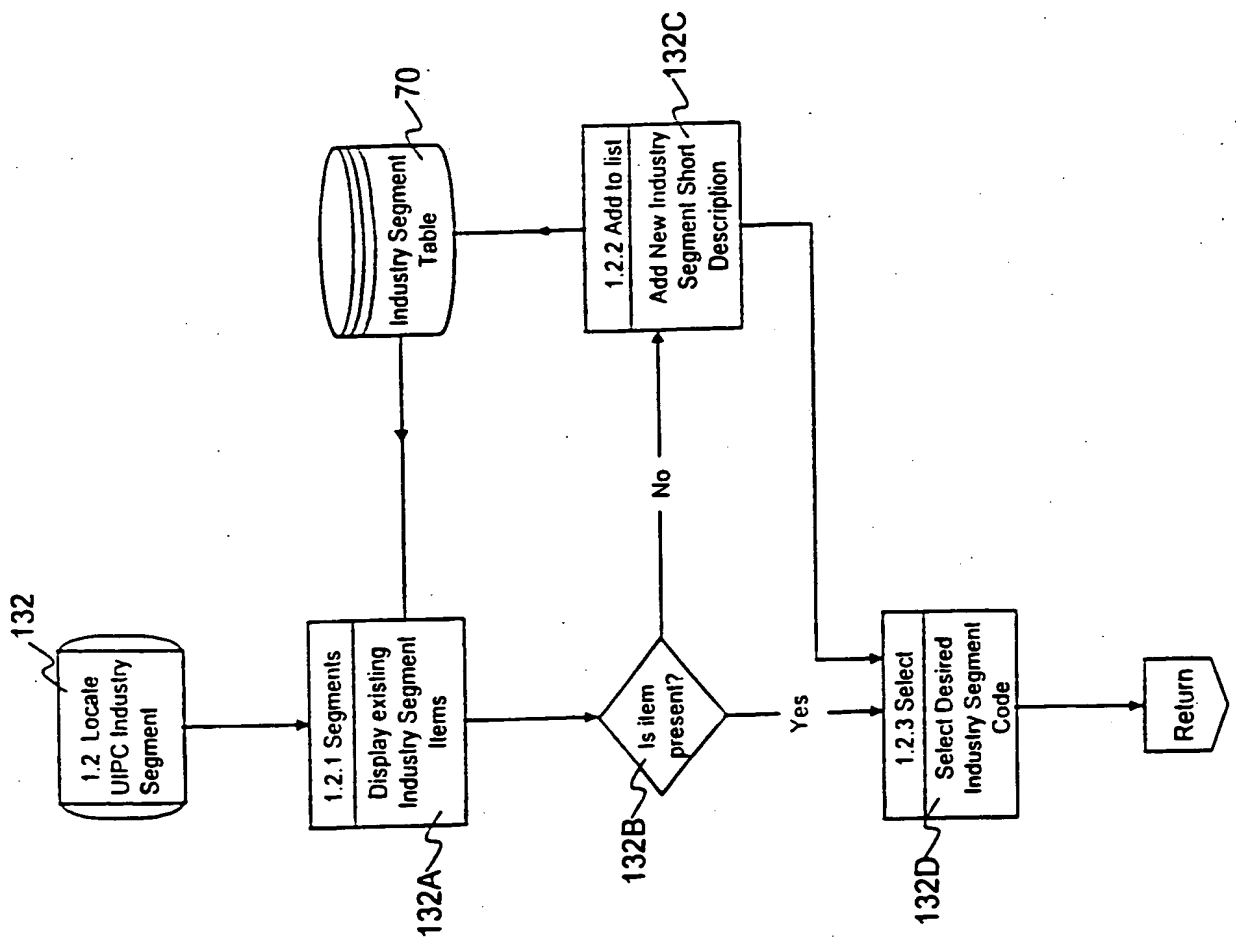 132
1.2 Locate
UIPC Industry
Segment
70
Industry Segment
Table
1.2.1 Segments
Display existing
Industry Segment
Items
132A
132C
1.2.2 Add to list
Add New Industry
Segment Short
Description
No
Is item
present?
132B
Yes
1.2.3 Select
Select Desired
Industry Segment
Code
132D
Return